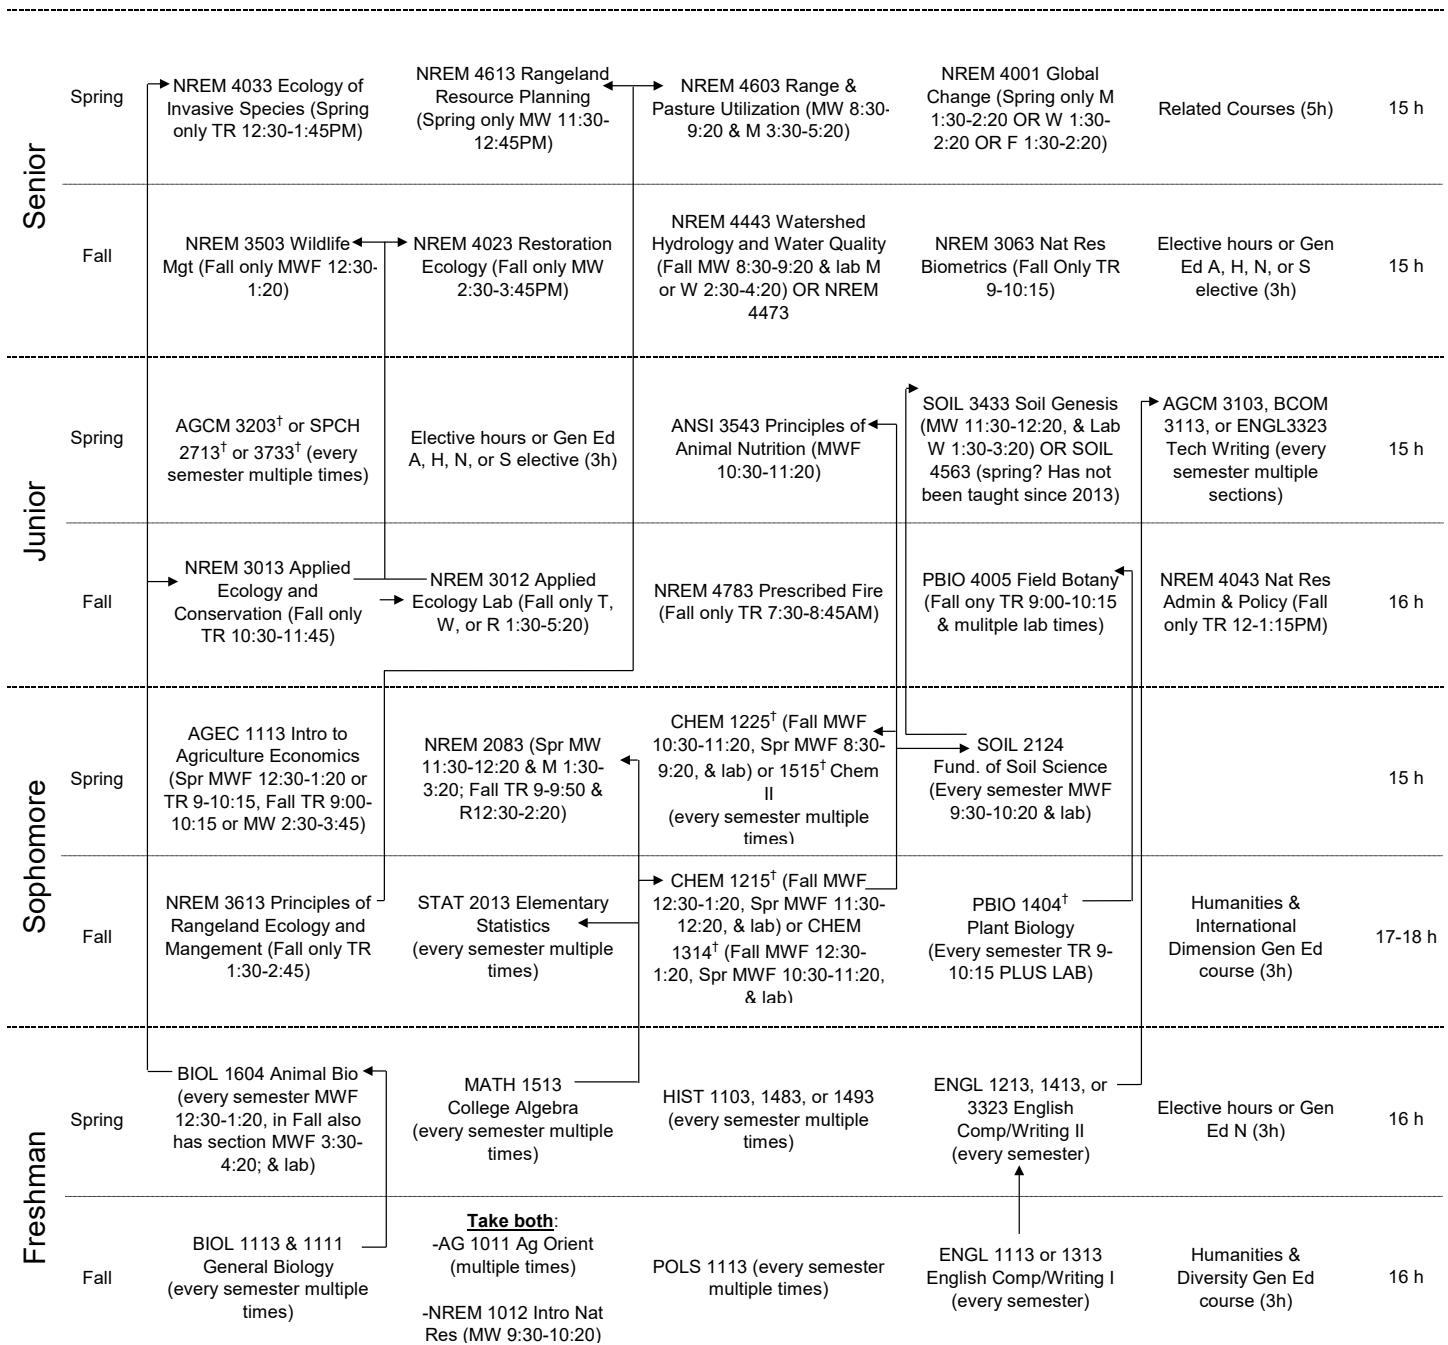 Senior
Spring
NREM 4033 Ecology of
Invasive Species (Spring
only TR 12:30-1:45PM)
NREM 4613 Rangeland
Resource Planning
(Spring only MW 11:30-
12:45PM)
NREM 4603 Range &
Pasture Utilization (MW 8:30-
9:20 & M 3:30-5:20)
NREM 4001 Global
Change (Spring only M
1:30-2:20 OR W 1:30-
2:20 OR F 1:30-2:20)
Related Courses (5h)
15 h
Fall
NREM 3503 Wildlife
Mgt (Fall only MWF 12:30-
1:20)
NREM 4023 Restoration
Ecology (Fall only MW
2:30-3:45PM)
NREM 4443 Watershed
Hydrology and Water Quality
(Fall MW 8:30-9:20 & lab M
or W 2:30-4:20) OR NREM
4473
NREM 3063 Nat Res
Biometrics (Fall Only TR
9-10:15)
Elective hours or Gen
Ed A, H, N, or S
elective (3h)
15 h
Junior
Spring
AGCM 3203† or SPCH
2713† or 3733† (every
semester multiple times)
Elective hours or Gen Ed
A, H, N, or S elective (3h)
ANSI 3543 Principles of
Animal Nutrition (MWF
10:30-11:20)
SOIL 3433 Soil Genesis
(MW 11:30-12:20, & Lab
W 1:30-3:20) OR SOIL
4563 (spring? Has not
been taught since 2013)
AGCM 3103, BCOM
3113, or ENGL3323
Tech Writing (every
semester multiple
sections)
15 h
Fall
NREM 3013 Applied
Ecology and
Conservation (Fall only
TR 10:30-11:45)
NREM 3012 Applied
Ecology Lab (Fall only T,
W, or R 1:30-5:20)
NREM 4783 Prescribed Fire
(Fall only TR 7:30-8:45AM)
PBIO 4005 Field Botany
(Fall ony TR 9:00-10:15
& mulitple lab times)
NREM 4043 Nat Res
Admin & Policy (Fall
only TR 12-1:15PM)
16 h
Sophomore
Spring
AGEC 1113 Intro to
Agriculture Economics
(Spr MWF 12:30-1:20 or
TR 9-10:15, Fall TR 9:00-
10:15 or MW 2:30-3:45)
NREM 2083 (Spr MW
11:30-12:20 & M 1:30-
3:20; Fall TR 9-9:50 &
R12:30-2:20)
CHEM 1225† (Fall MWF
10:30-11:20, Spr MWF 8:30-
9:20, & lab) or 1515† Chem
II
(every semester multiple
times)
SOIL 2124
Fund. of Soil Science
(Every semester MWF
9:30-10:20 & lab)
15 h
Fall
NREM 3613 Principles of
Rangeland Ecology and
Mangement (Fall only TR
1:30-2:45)
STAT 2013 Elementary
Statistics
(every semester multiple
times)
CHEM 1215† (Fall MWF
12:30-1:20, Spr MWF 11:30-
12:20, & lab) or CHEM
1314† (Fall MWF 12:30-
1:20, Spr MWF 10:30-11:20,
& lab)
PBIO 1404†
Plant Biology
(Every semester TR 9-
10:15 PLUS LAB)
Humanities &
International
Dimension Gen Ed
course (3h)
17-18 h
Freshman
Spring
BIOL 1604 Animal Bio
(every semester MWF
12:30-1:20, in Fall also
has section MWF 3:30-
4:20; & lab)
MATH 1513
College Algebra
(every semester multiple
times)
HIST 1103, 1483, or 1493
(every semester multiple
times)
ENGL 1213, 1413, or
3323 English
Comp/Writing II
(every semester)
Elective hours or Gen
Ed N (3h)
16 h
Fall
BIOL 1113 & 1111
General Biology
(every semester multiple
times)
Take both:
-AG 1011 Ag Orient
(multiple times)
-NREM 1012 Intro Nat
Res (MW 9:30-10:20)
POLS 1113 (every semester
multiple times)
ENGL 1113 or 1313
English Comp/Writing I
(every semester)
Humanities &
Diversity Gen Ed
course (3h)
16 h